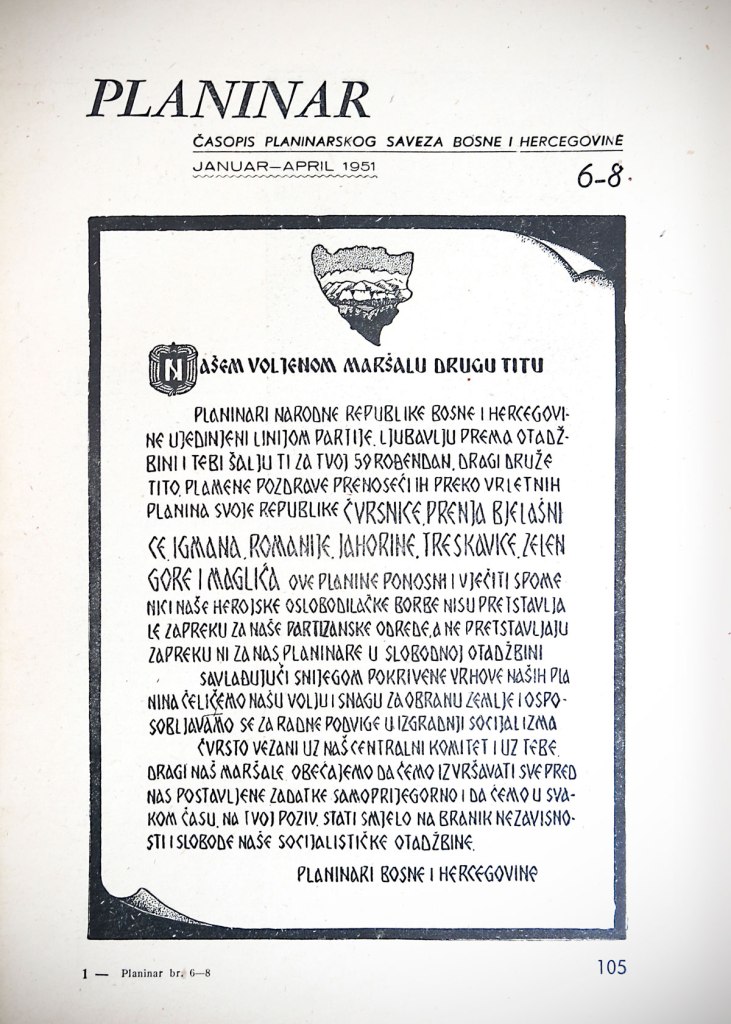 PLANINAR
ČASOPIS PLANINARSKOG SAVEZA BOSNE I HERCEGOVINE
JANUAR—APRIL 1951
6-8.
NAŠEM VOLJENOM MARŠALU DRUGU TITU
PLANINARI NARODNE REPUBLIKE BOSNE I HERCEGOVI-
NE UJEDINJENI LINIJOM PARTIJE, LJUBAVLJU PREMA OTADŽ-
BINI I TEBI ŠALJU TI ZA TVOJ 59 ROĐENDAN, DRAGI DRUŽE
TITO, PLAMENE POZDRAVE PRENOSEĆI IH PREKO VRLETNIH
PLANINA SVOJE REPUBLIKE ČVRSNICE, PRENJA BJELAŠNI
CE, IGMANA, ROMANIJE, JAHORINE, TRESKAVICE, ZELEN
GORE I MAGLIĆA OVE PLANINE PONOSNI I VJEČITI SPOME
NICI NAŠE HEROJSKE OSLOBODILAČKE BORBE NISU PRETSTAVLJA
LE ZAPREKU ZA NAŠE PARTIZANSKE ODREDE, A NE PRETSTAVLJAJU
ZAPREKU NI ZA NAS PLANINARE U SLOBODNOJ OTADŽBINI
SAVLAĐUJUĆI SNIJEGOM POKRIVENE VRHOVE NAŠIH PLA
NINA ČELIČEMO NAŠU VOLJU I SNAGU ZA OBRANU ZEMLJE I OSPO-
SOBLJAVAMO SE ZA RADNE PODVIGE U IZGRADNJI SOCIJALIZMA
ČVRSTO VEZANI UZ NAŠ CENTRALNI KOMITET I UZ TEBE,
DRAGI NAŠ MARŠALE, OBEĆAJEMO DA ĆEMO IZVRŠAVATI SVE PRED
NAS POSTAVLJENE ZADATKE SAMOPRIJEGORNO I DA ĆEMO U SVA-
KOM ČASU, NA TVOJ POZIV, STATI SMJELO NA BRANIK NEZAVISNO-
STI I SLOBODE NAŠE SOCIJALISTIČKE OTADŽBINE.
PLANINARI BOSNE I HERCEGOVINE
1 — Planinar br. 6—8
105